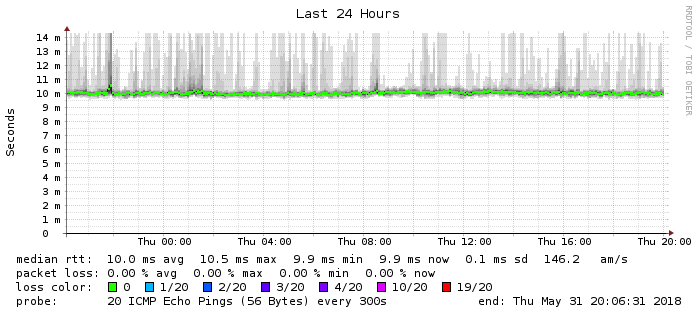 Last 24 Hours
RRDTOOL / TOBI OETIKER
Seconds
14 m
13 m
12 m
11 m
10 m
9 m
8 m
7 m
6 m
5 m
4 m
3 m
2 m
1 m
0
Thu 00:00 Thu 04:00 Thu 08:00 Thu 12:00 Thu 16:00 Thu 20:00
median rtt: 10.0 ms avg 10.5 ms max 9.9 ms min 9.9 ms now 0.1 ms sd 146.2 am/s
packet loss: 0.00 % avg 0.00 % max 0.00 % min 0.00 % now
loss color: 0 1/20 2/20 3/20 4/20 10/20 19/20
probe: 20 ICMP Echo Pings (56 Bytes) every 300s end: Thu May 31 20:06:31 2018